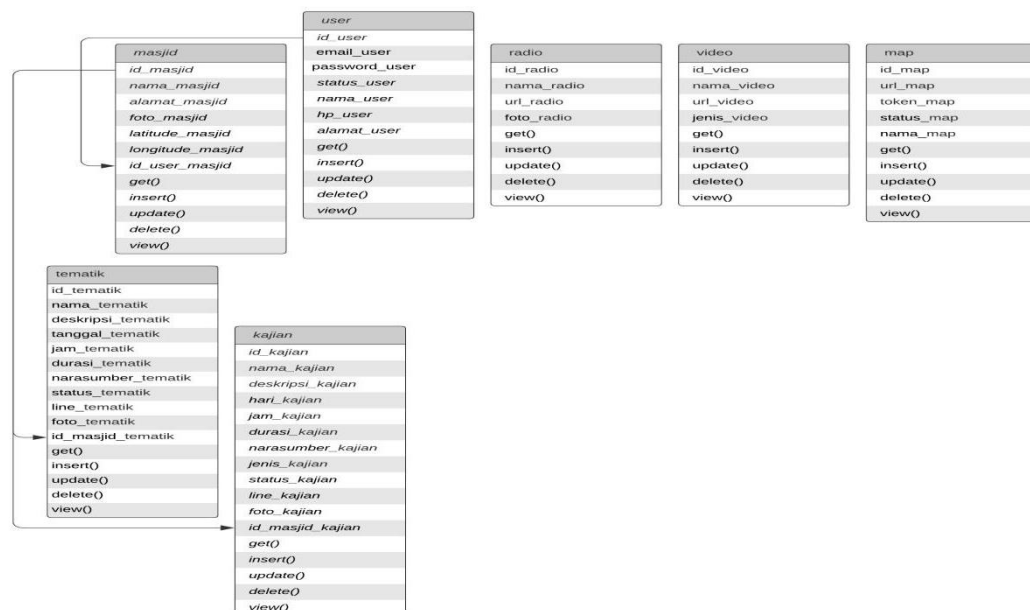 masjid
id_masjid
nama_masjid
alamat_masjid
foto_masjid
latitude_masjid
longitude_masjid
id_user_masjid
get()
insert()
update()
delete()
view()
user
id_user
email_user
password_user
status_user
nama_user
hp_user
alamat_user
get()
insert()
update()
delete()
view()
radio
id_radio
nama_radio
url_radio
foto_radio
get()
insert()
update()
delete()
view()
video
id_video
nama_video
url_video
jenis_video
get()
insert()
update()
delete()
view()
map
id_map
url_map
token_map
status_map
nama_map
get()
insert()
update()
delete()
view()
tematik
id_tematik
nama_tematik
deskripsi_tematik
tanggal_tematik
jam_tematik
durasi_tematik
narasumber_tematik
status_tematik
line_tematik
foto_tematik
id_masjid_tematik
get()
insert()
update()
delete()
view()
kajian
id_kajian
nama_kajian
deskripsi_kajian
hari_kajian
jam_kajian
durasi_kajian
narasumber_kajian
jenis_kajian
status_kajian
line_kajian
foto_kajian
id_masjid_kajian
get()
insert()
update()
delete()
view()